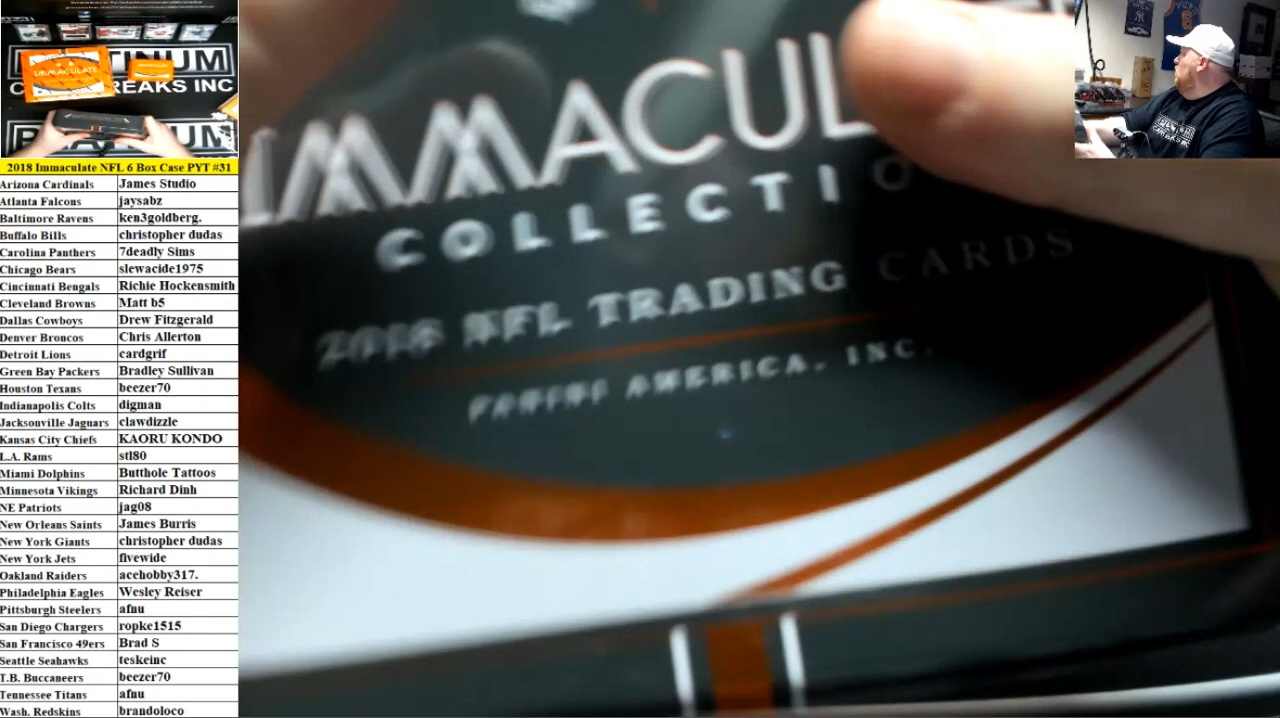 IMMACULATE
TINUM
C REAKS INC
2018 Immaculate NFL 6 Box Case PYT #31
Arizona Cardinals James Studio
Atlanta Falcons jaysabz
Baltimore Ravens ken3goldberg.
Buffalo Bills christopher dudas
Carolina Panthers 7deadly Sims
Chicago Bears slewacide1975
Cincinnati Bengals Richie Hockensmith
Cleveland Browns Matt b5
Dallas Cowboys Drew Fitzgerald
Denver Broncos Chris Allerton
Detroit Lions cardgrif
Green Bay Packers Bradley Sullivan
Houston Texans beezer70
Indianapolis Colts digman
Jacksonville Jaguars clawdizzle
Kansas City Chiefs KAORU KONDO
L.A. Rams stl80
Miami Dolphins Butthole Tattoos
Minnesota Vikings Richard Dinh
NE Patriots jag08
New Orleans Saints James Burris
New York Giants christopher dudas
New York Jets fivewide
Oakland Raiders acehobby317.
Philadelphia Eagles Wesley Reiser
Pittsburgh Steelers afnu
San Diego Chargers ropke1515
San Francisco 49ers Brad S
Seattle Seahawks teskeinc
T.B. Buccaneers beezer70
Tennessee Titans afnu
Wash. Redskins brandoloco
IMMACUL
COLLECTIO
2018 NFL TRADING CARDS
PANINI AMERICA, INC.